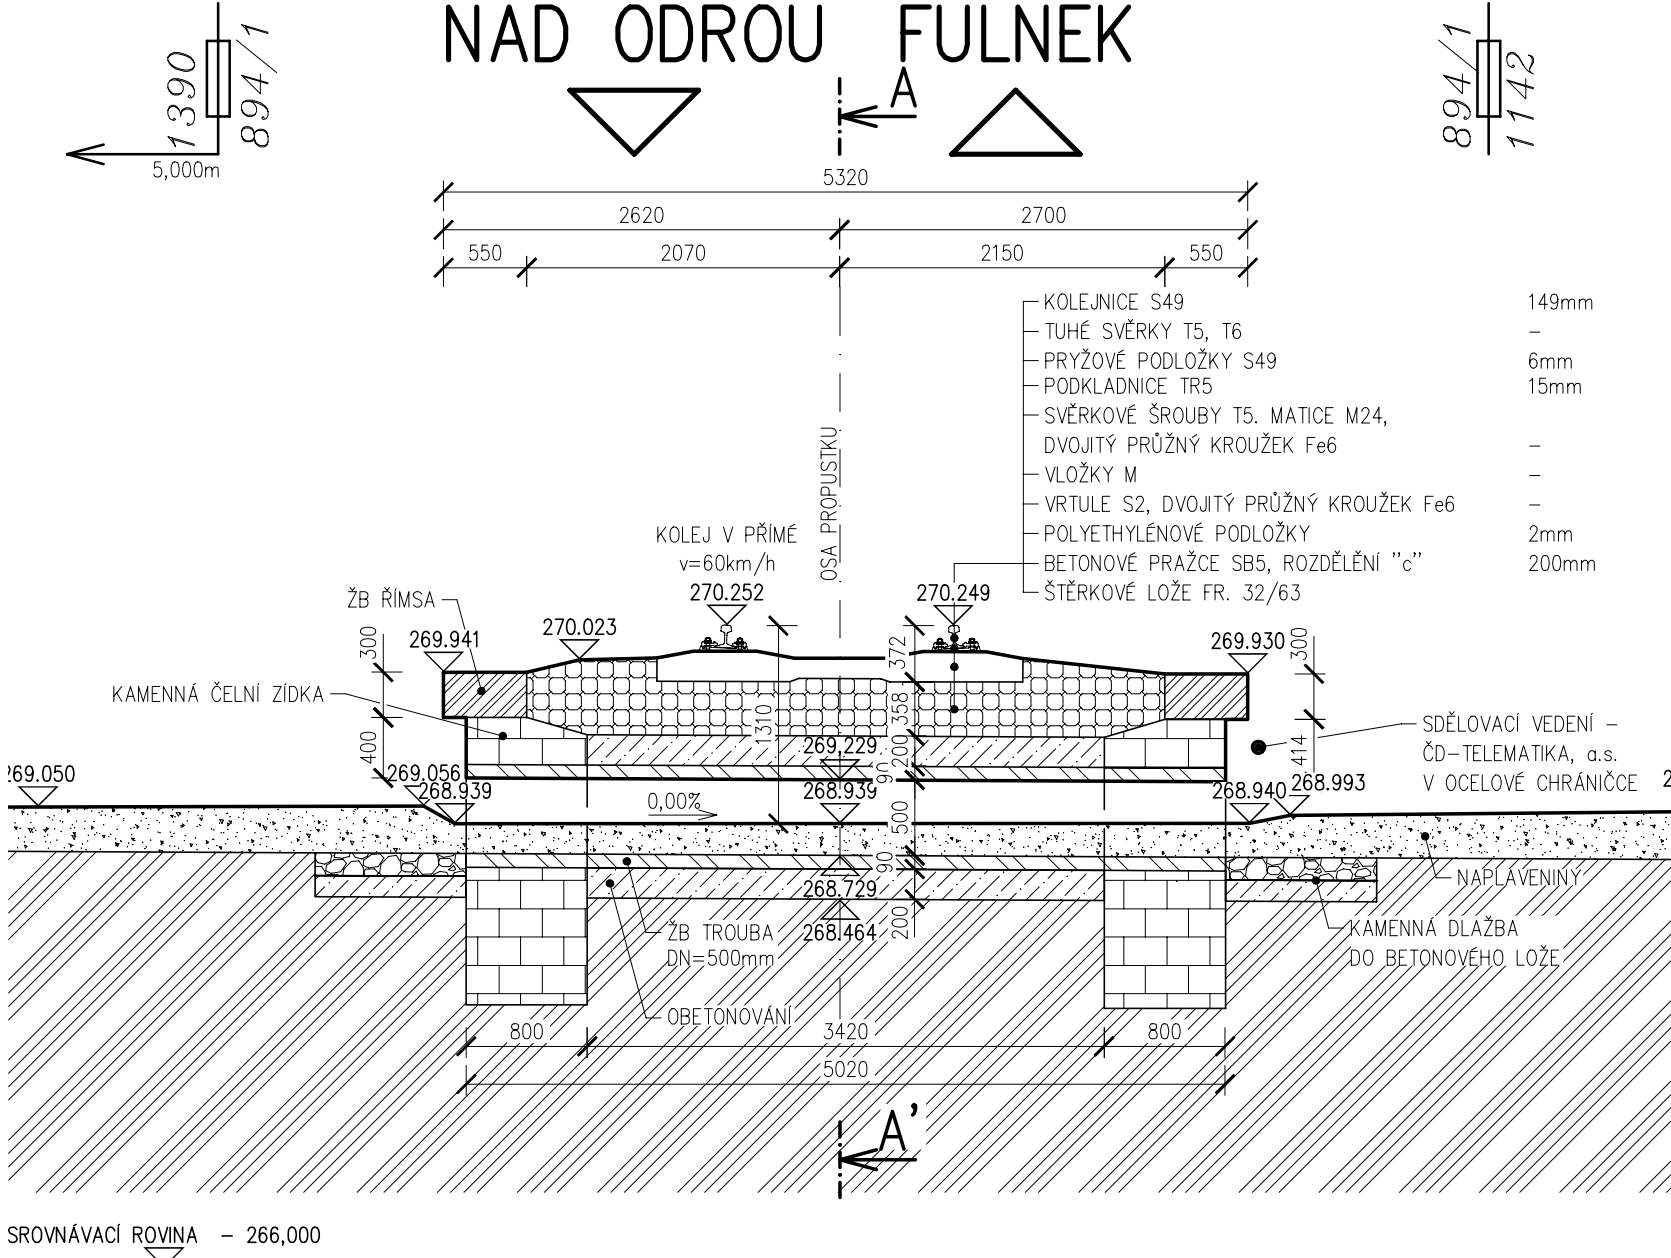 NAD ODROU FULNEK
1390
894/1
5,000m
A
894/1
1142
5320
2620
2700
550
2070
2150
550
KOLEJNICE S49 149mm
TUHÉ SVĚRKY T5, T6 –
PRYŽOVÉ PODLOŽKY S49 6mm
PODKLADNICE TR5 15mm
SVĚRKOVÉ ŠROUBY T5. MATICE M24,
DVOJITÝ PRŮŽNÝ KROUŽEK Fe6 –
VLOŽKY M –
VRTULE S2, DVOJITÝ PRŮŽNÝ KROUŽEK Fe6 –
POLYETHYLÉNOVÉ PODLOŽKY 2mm
BETONOVÉ PRAŽCE SB5, ROZDĚLENÍ "c" 200mm
ŠTĚRKOVÉ LOŽE FR. 32/63
OSA PROPUSTKU
KOLEJ V PŘÍMÉ
v=60km/h
270.252
270.249
ŽB ŘÍMSA
269.941
270.023
269.930
300
372
300
KAMENNÁ ČELNÍ ZÍDKA
1310
358
400
269,229
200
90
414
SDĚLOVACÍ VEDENÍ –
ČD–TELEMATIKA, a.s.
V OCELOVÉ CHRÁNIČCE
269.050
269.056
268.939
0,00%
268.939
500
268.940
268.993
90
268.729
NAPLÁVENINY
ŽB TROUBA
DN=500mm
268.464
200
KAMENNÁ DLAŽBA
DO BETONOVÉHO LOŽE
OBETONOVÁNÍ
800
3420
800
5020
A'
SROVNÁVACÍ ROVINA – 266,000